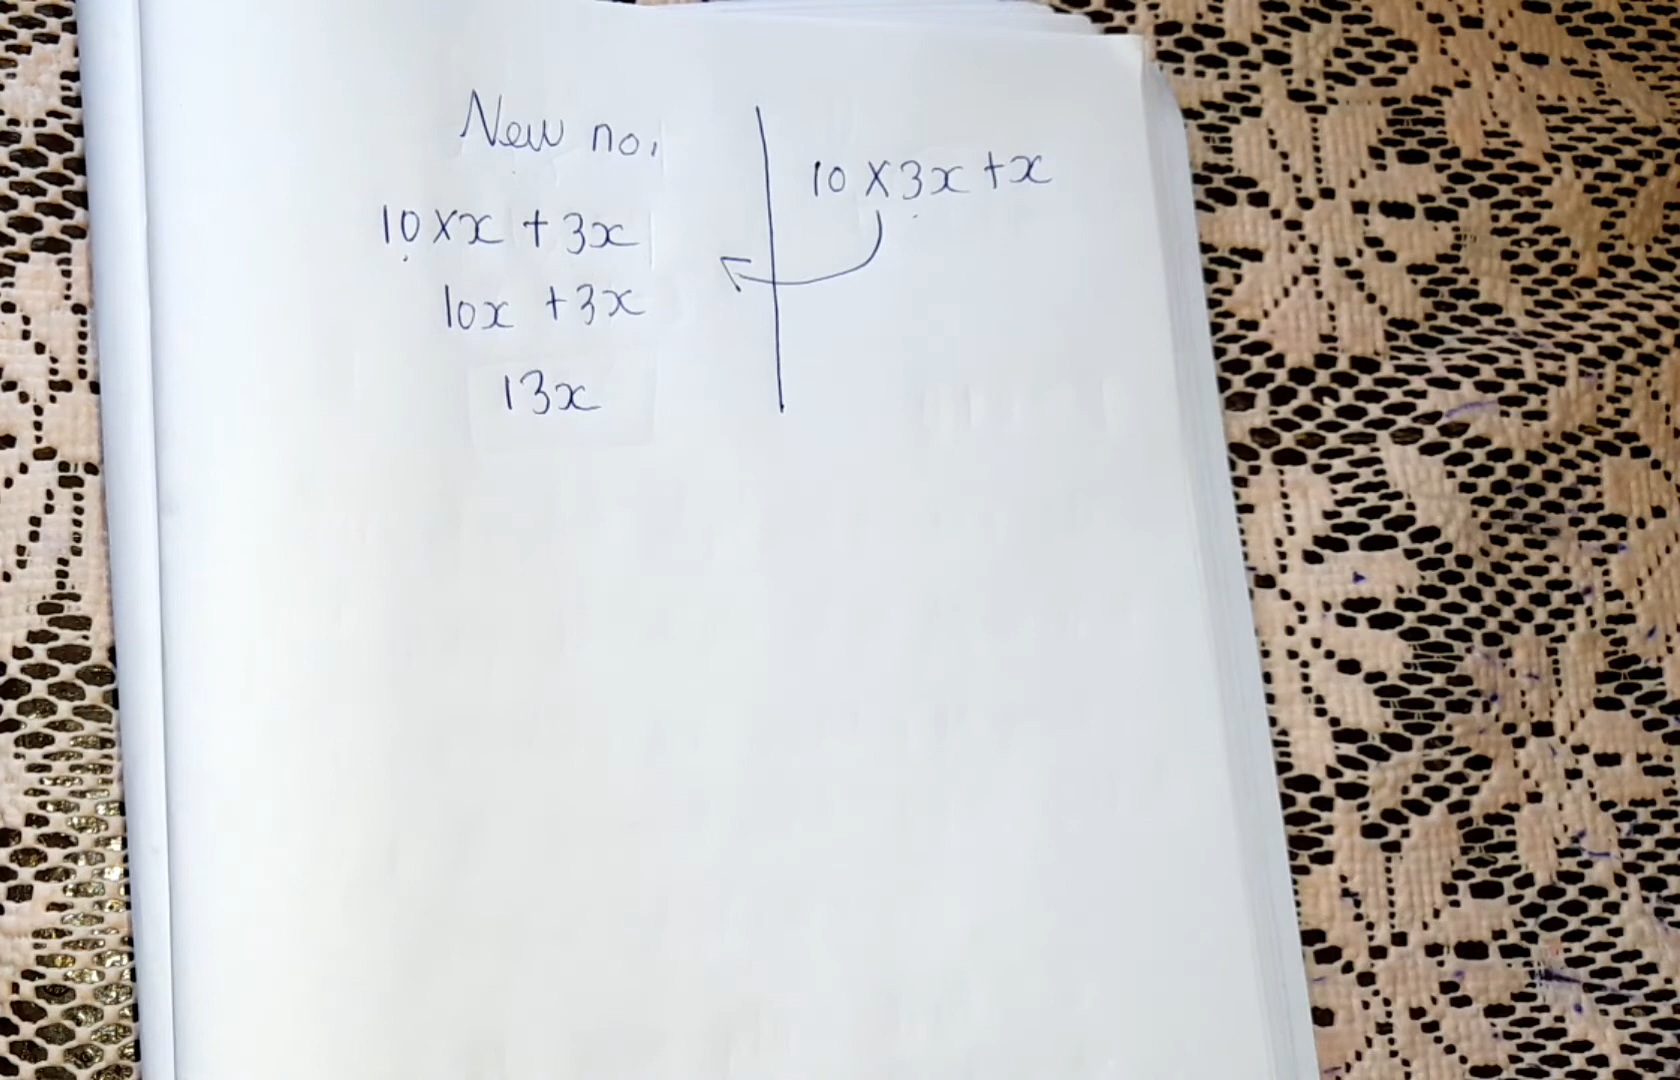 New no.
10 × x + 3x
10x + 3x
13x
10 × 3x + x